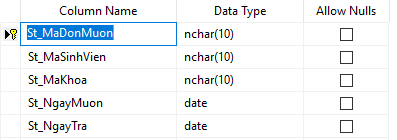 Column Name Data Type Allow Nulls
St_MaDonMuon nchar(10)
St_MaSinhVien nchar(10)
St_MaKhoa nchar(10)
St_NgayMuon date
St_NgayTra date